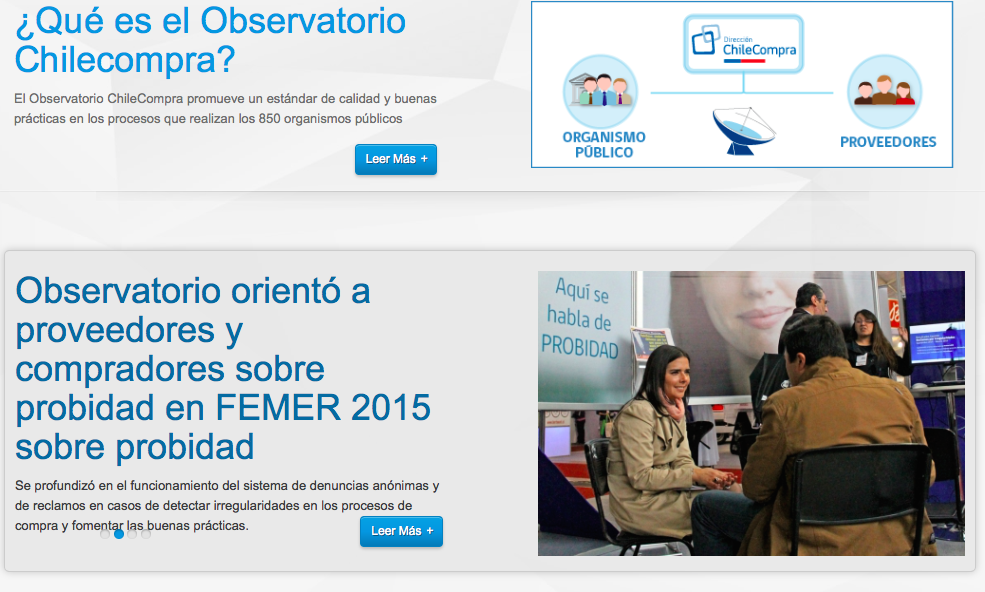 ¿Qué es el Observatorio
Chilecompra?
El Observatorio ChileCompra promueve un estándar de calidad y buenas
prácticas en los procesos que realizan los 850 organismos públicos
Leer Más +
Dirección
ChileCompra
ORGANISMO
PÚBLICO
PROVEEDORES
Observatorio orientó a
proveedores y
compradores sobre
probidad en FEMER 2015
sobre probidad
Se profundizó en el funcionamiento del sistema de denuncias anónimas y
de reclamos en casos de detectar irregularidades en los procesos de
compra y fomentar las buenas prácticas.
Leer Más +
Aquí se
habla de
PROBIDAD